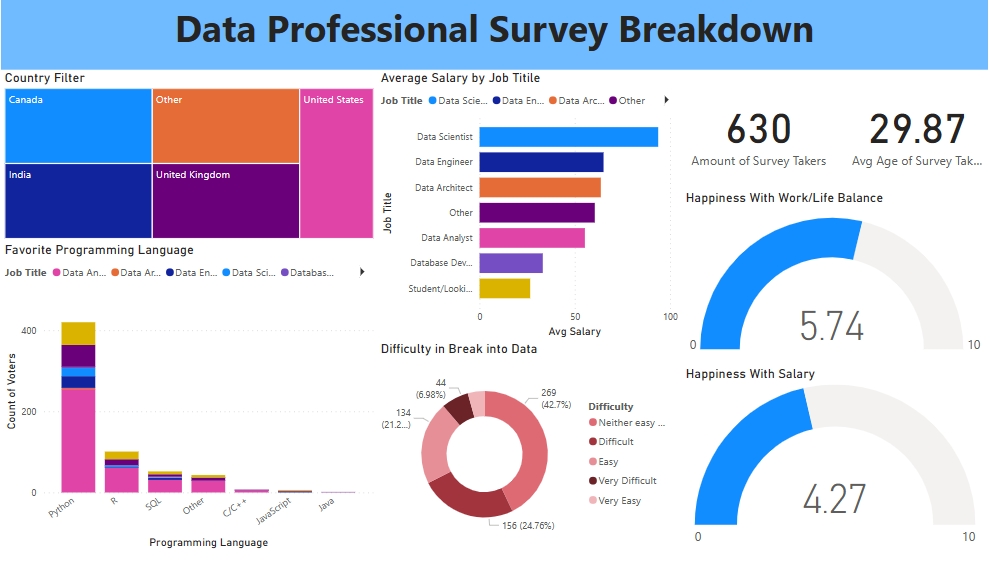 Data Professional Survey Breakdown
Country Filter
Canada
Other
United States
India
United Kingdom
Average Salary by Job Titile
Job Title Data Scie... Data En... Data Arc... Other
Job Title
Data Scientist
Data Engineer
Data Architect
Other
Data Analyst
Database Dev...
Student/Looki...
0 50 100
Avg Salary
630
Amount of Survey Takers
29.87
Avg Age of Survey Tak...
Happiness With Work/Life Balance
5.74
0
10
Favorite Programming Language
Job Title Data An... Data Ar... Data En... Data Sci... Databas...
Count of Voters
400
200
0
Python R SQL Other C/C++ JavaScript Java
Programming Language
Difficulty in Break into Data
44
(6.98%)
269
(42.7%)
134
(21.2...)
156 (24.76%)
Difficulty
Neither easy ...
Difficult
Easy
Very Difficult
Very Easy
Happiness With Salary
4.27
0
10